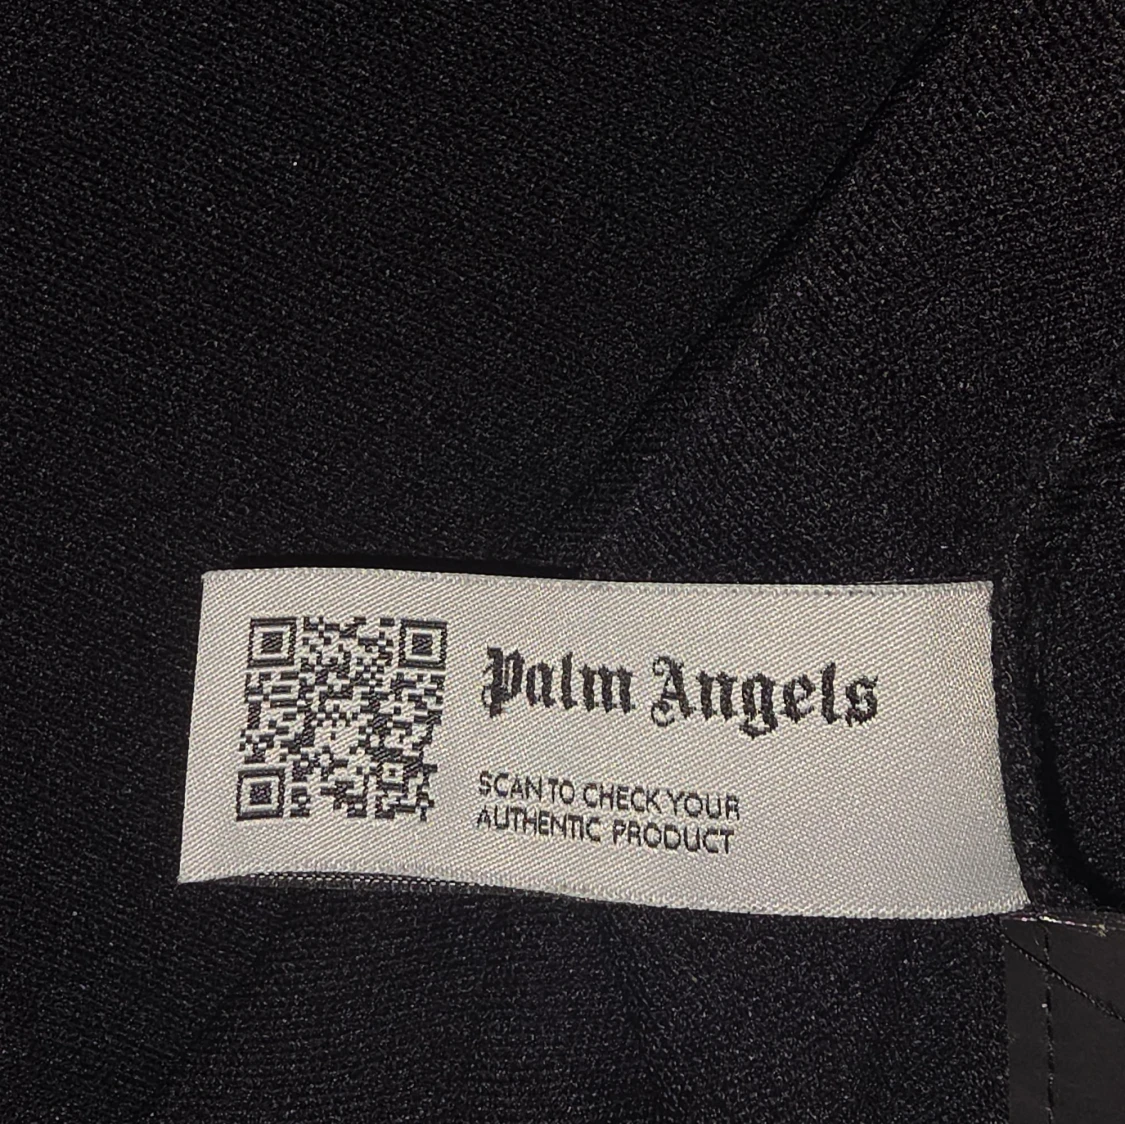 Palm Angels
SCAN TO CHECK YOUR
AUTHENTIC PRODUCT